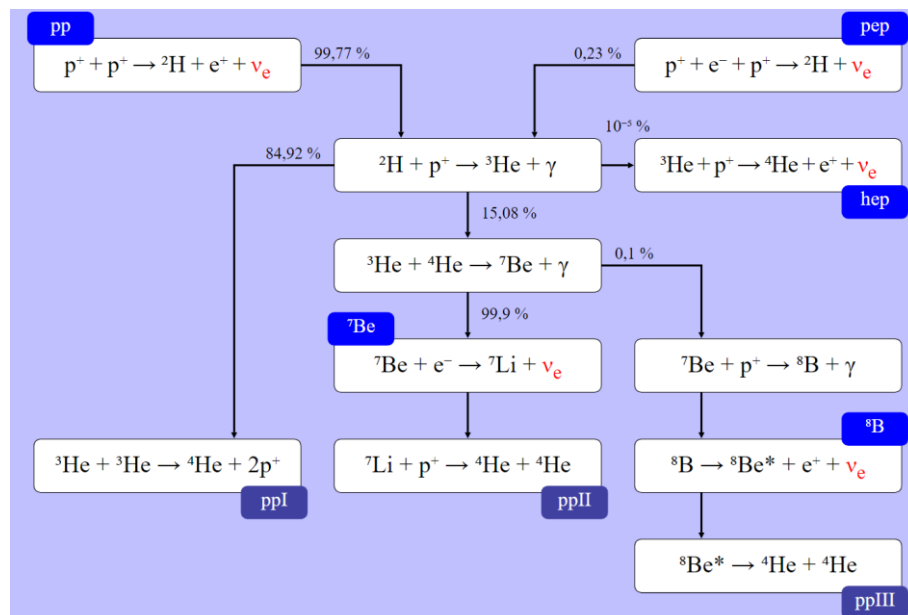 pp
pep
p⁺ + p⁺ → ²H + e⁺ + νₑ
99,77 %
0,23 %
p⁺ + e⁻ + p⁺ → ²H + νₑ
10⁻⁵ %
84,92 %
²H + p⁺ → ³He + γ
³He + p⁺ → ⁴He + e⁺ + νₑ
hep
15,08 %
³He + ⁴He → ⁷Be + γ
0,1 %
99,9 %
⁷Be
⁷Be + e⁻ → ⁷Li + νₑ
⁷Be + p⁺ → ⁸B + γ
⁸B
³He + ³He → ⁴He + 2p⁺
⁷Li + p⁺ → ⁴He + ⁴He
⁸B → ⁸Be* + e⁺ + νₑ
ppI
ppII
⁸Be* → ⁴He + ⁴He
ppIII